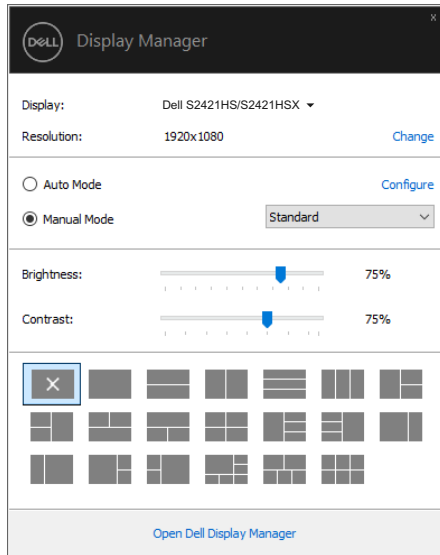 x
DELL Display Manager
Display: Dell S2421HS/S2421HSX
Resolution: 1920x1080 Change
Auto Mode Configure
Manual Mode Standard
Brightness: 75%
Contrast: 75%
Open Dell Display Manager